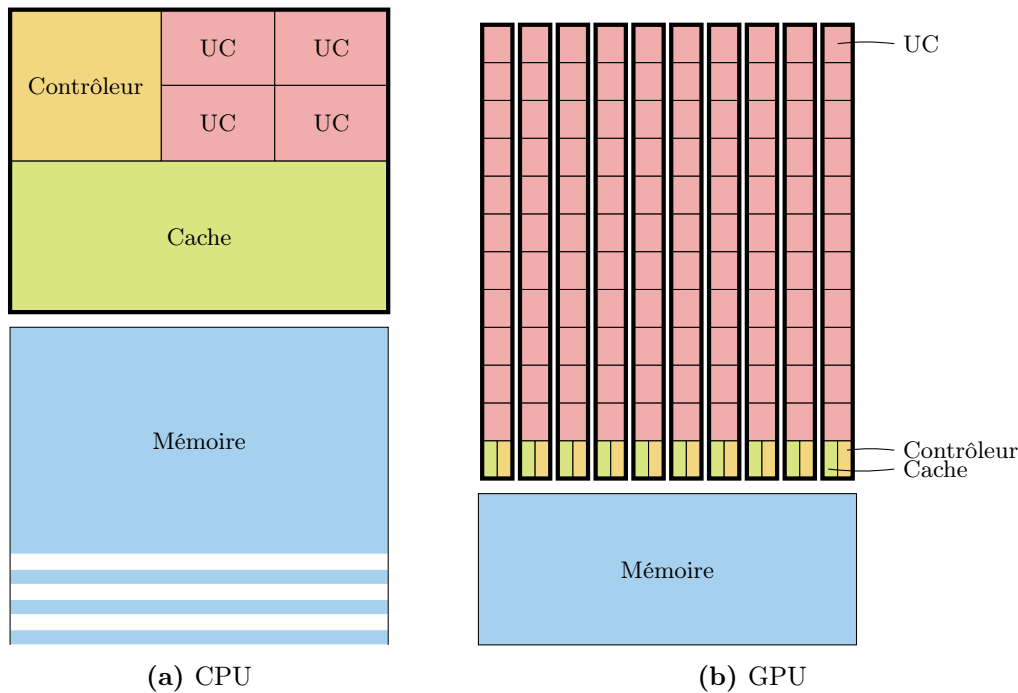 Contrôleur
UC
UC
UC
UC
Cache
Mémoire
(a) CPU
UC
Contrôleur
Cache
Mémoire
(b) GPU